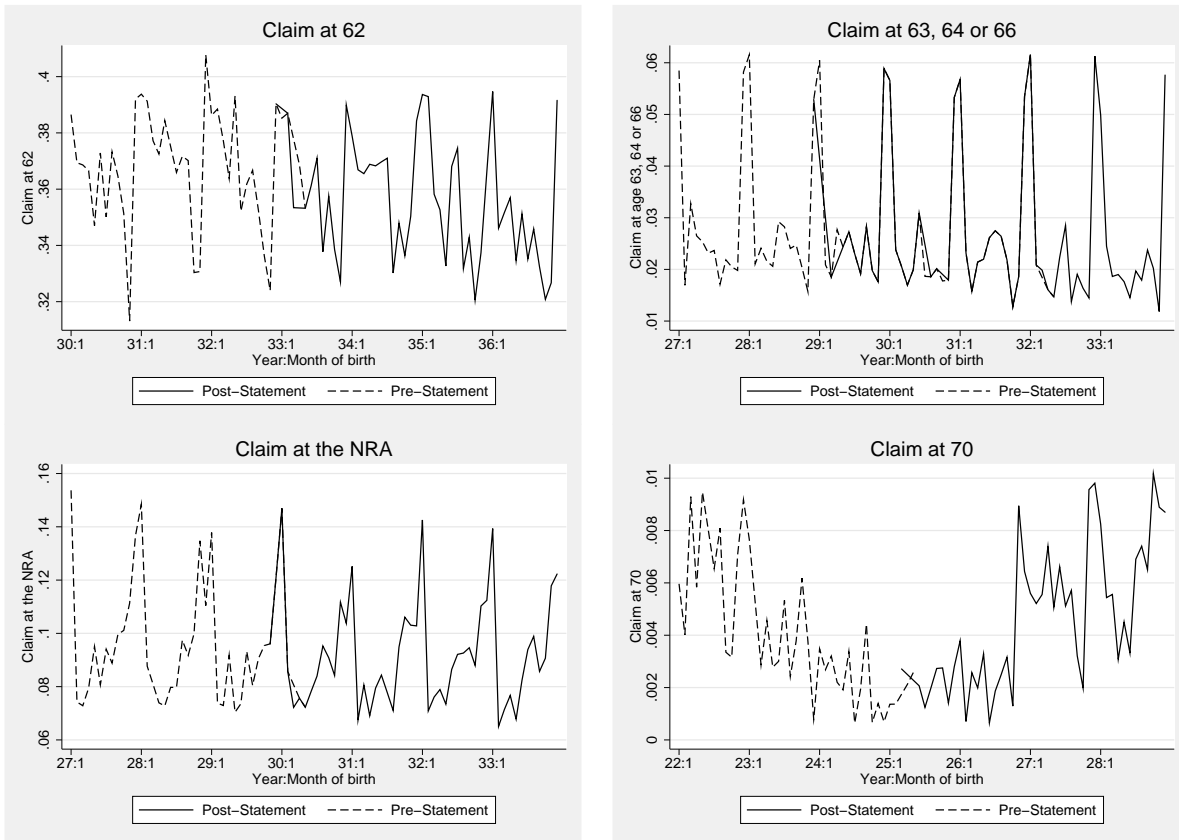 Claim at 62
Claim at 62
.32 .34 .36 .38 .4
30:1 31:1 32:1 33:1 34:1 35:1 36:1
Year:Month of birth
Post−Statement Pre−Statement
Claim at 63, 64 or 66
Claim at age 63, 64 or 66
.01 .02 .03 .04 .05 .06
27:1 28:1 29:1 30:1 31:1 32:1 33:1
Year:Month of birth
Post−Statement Pre−Statement
Claim at the NRA
Claim at the NRA
.06 .08 .1 .12 .14 .16
27:1 28:1 29:1 30:1 31:1 32:1 33:1
Year:Month of birth
Post−Statement Pre−Statement
Claim at 70
Claim at 70
0 .002 .004 .006 .008 .01
22:1 23:1 24:1 25:1 26:1 27:1 28:1
Year:Month of birth
Post−Statement Pre−Statement